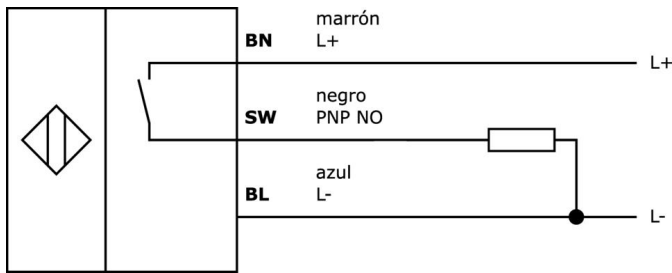 marrón
BN L+
L+
negro
SW PNP NO
azul
BL L-
L-